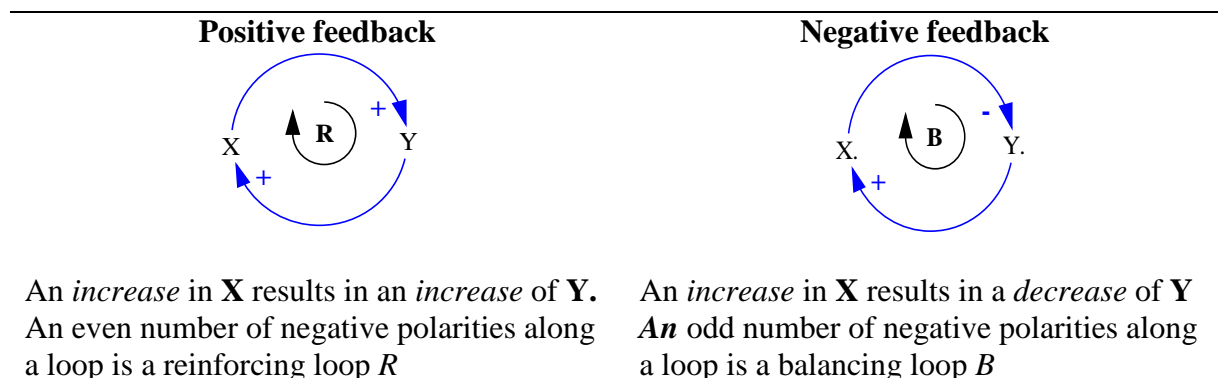 Positive feedback
+
R
X
Y
+
An increase in X results in an increase of Y.
An even number of negative polarities along
a loop is a reinforcing loop R
Negative feedback
-
B
X.
Y.
+
An increase in X results in a decrease of Y
An odd number of negative polarities along
a loop is a balancing loop B